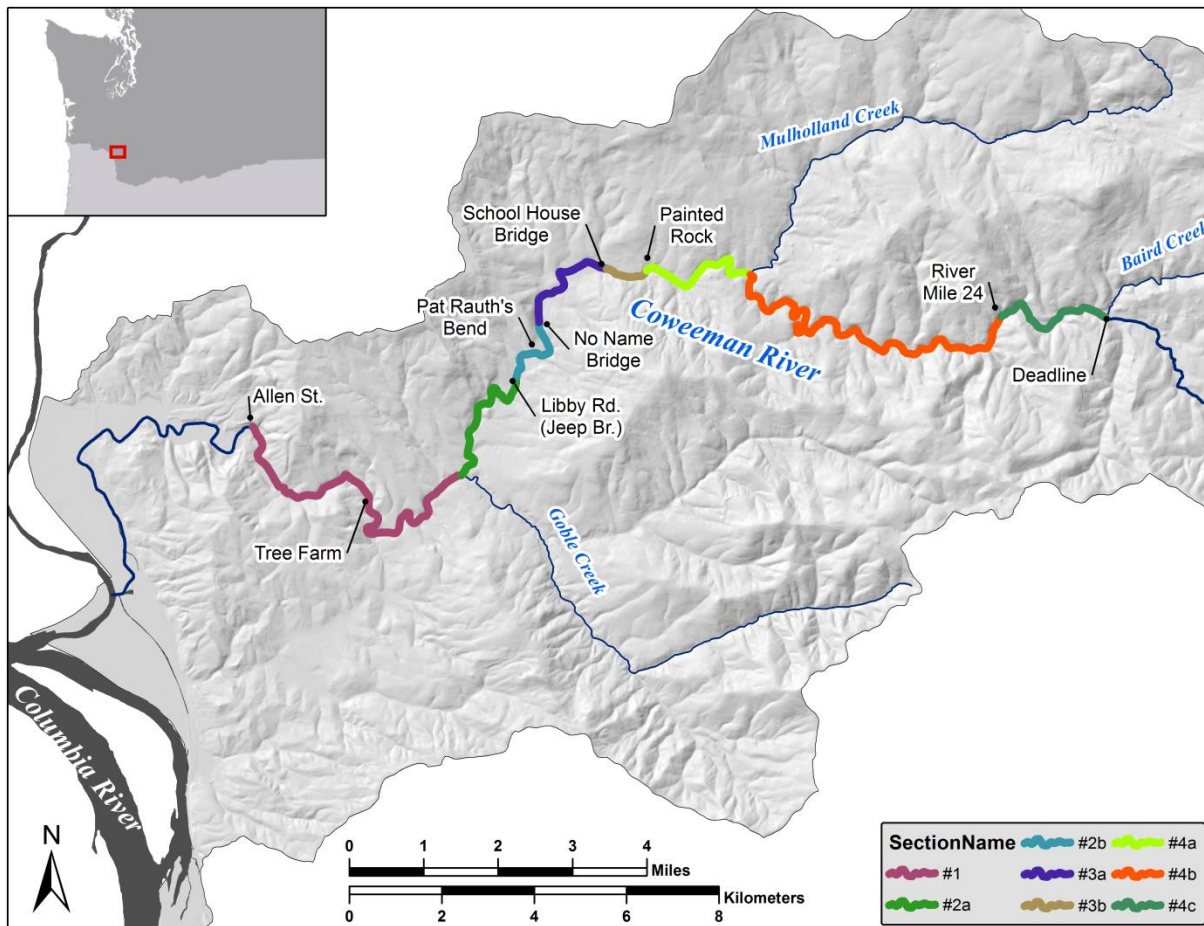 Mulholland Creek
School House
Bridge
Painted
Rock
Baird Creek
River
Mile 24
Pat Rauth's
Bend
No Name
Bridge
Coweeman River
Deadline
Allen St.
Libby Rd.
(Jeep Br.)
Tree Farm
Goble Creek
Columbia River
N
0 1 2 3 4
Miles
Kilometers
0 2 4 6 8
SectionName
#1
#2a
#2b
#3a
#3b
#4a
#4b
#4c